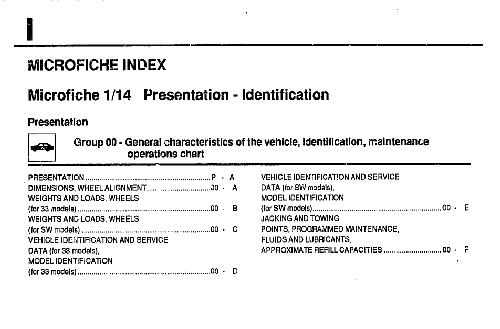 MICROFICHE INDEX
Microfiche 1/14 Presentation - Identification
Presentation
Group 00 - General characteristics of the vehicle, identification, maintenance
operations chart
PRESENTATION ........ P - A
DIMENSIONS, WHEEL ALIGNMENT ........ 00 - A
WEIGHTS AND LOADS, WHEELS
(for 33 models) ........ 00 - B
WEIGHTS AND LOADS, WHEELS
(for SW models) ........ 00 - C
VEHICLE IDENTIFICATION AND SERVICE
DATA (for 33 models),
MODEL IDENTIFICATION
(for 33 models) ........ 00 - D
VEHICLE IDENTIFICATION AND SERVICE
DATA (for SW models),
MODEL IDENTIFICATION
(for SW models) ........ 00 - E
JACKING AND TOWING
POINTS, PROGRAMMED MAINTENANCE,
FLUIDS AND LUBRICANTS,
APPROXIMATE REFILL CAPACITIES ........ 00 - F